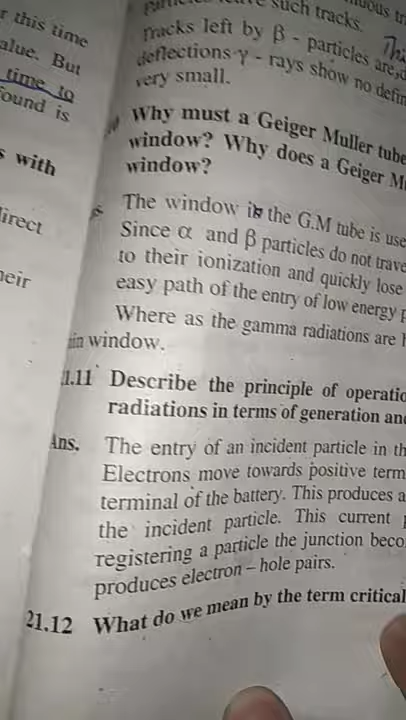 r this time
alue. But
time to
found is
s with
direct
heir
such tracks.
Tracks left by β - particles are
deflections γ - rays show no defin
very small.
Why must a Geiger Muller tube
window? Why does a Geiger M
window?
The window is the G.M tube is use
Since α and β particles do not trave
to their ionization and quickly lose
easy path of the entry of low energy p
Where as the gamma radiations are h
window.
1.11 Describe the principle of operatio
radiations in terms of generation an
Ans. The entry of an incident particle in th
Electrons move towards positive term
terminal of the battery. This produces a
the incident particle. This current p
registering a particle the junction beco
produces electron – hole pairs.
21.12 What do we mean by the term critical